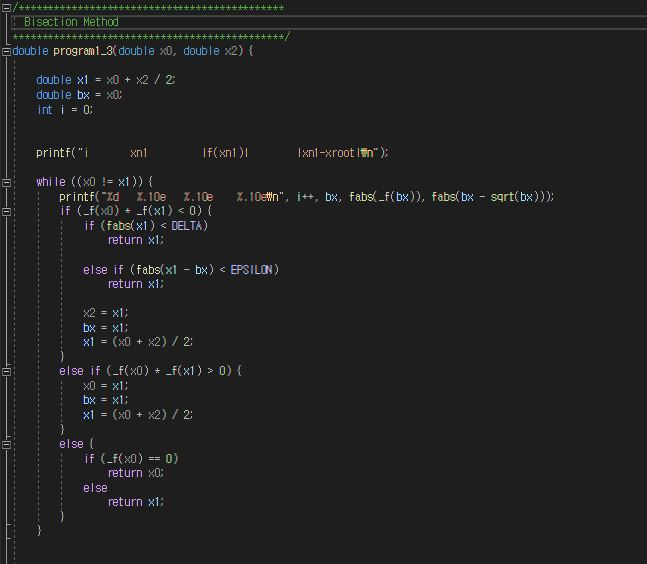 /*********************************************
 Bisection Method
**********************************************/
double program1_3(double x0, double x2) {
double x1 = x0 + x2 / 2;
double bx = x0;
int i = 0;
printf("i xn1 |f(xn1)| |xn1-xroot|₩n");
while ((x0 != x1)) {
printf("%d %.10e %.10e %.10e₩n", i++, bx, fabs(_f(bx)), fabs(bx - sqrt(bx)));
if (_f(x0) * _f(x1) < 0) {
if (fabs(x1) < DELTA)
return x1;
else if (fabs(x1 - bx) < EPSILON)
return x1;
x2 = x1;
bx = x1;
x1 = (x0 + x2) / 2;
}
else if (_f(x0) * _f(x1) > 0) {
x0 = x1;
bx = x1;
x1 = (x0 + x2) / 2;
}
else {
if (_f(x0) == 0)
return x0;
else
return x1;
}
}